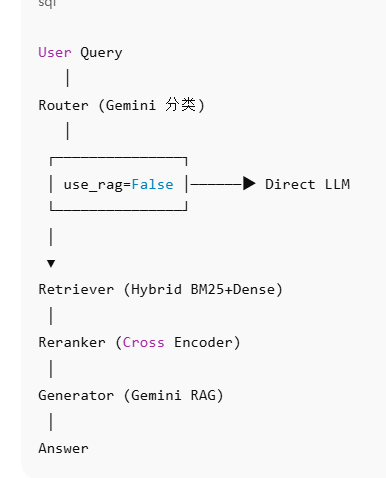 sql
User Query
Router (Gemini 分类)
use_rag=False ► Direct LLM
▼
Retriever (Hybrid BM25+Dense)
Reranker (Cross Encoder)
Generator (Gemini RAG)
Answer